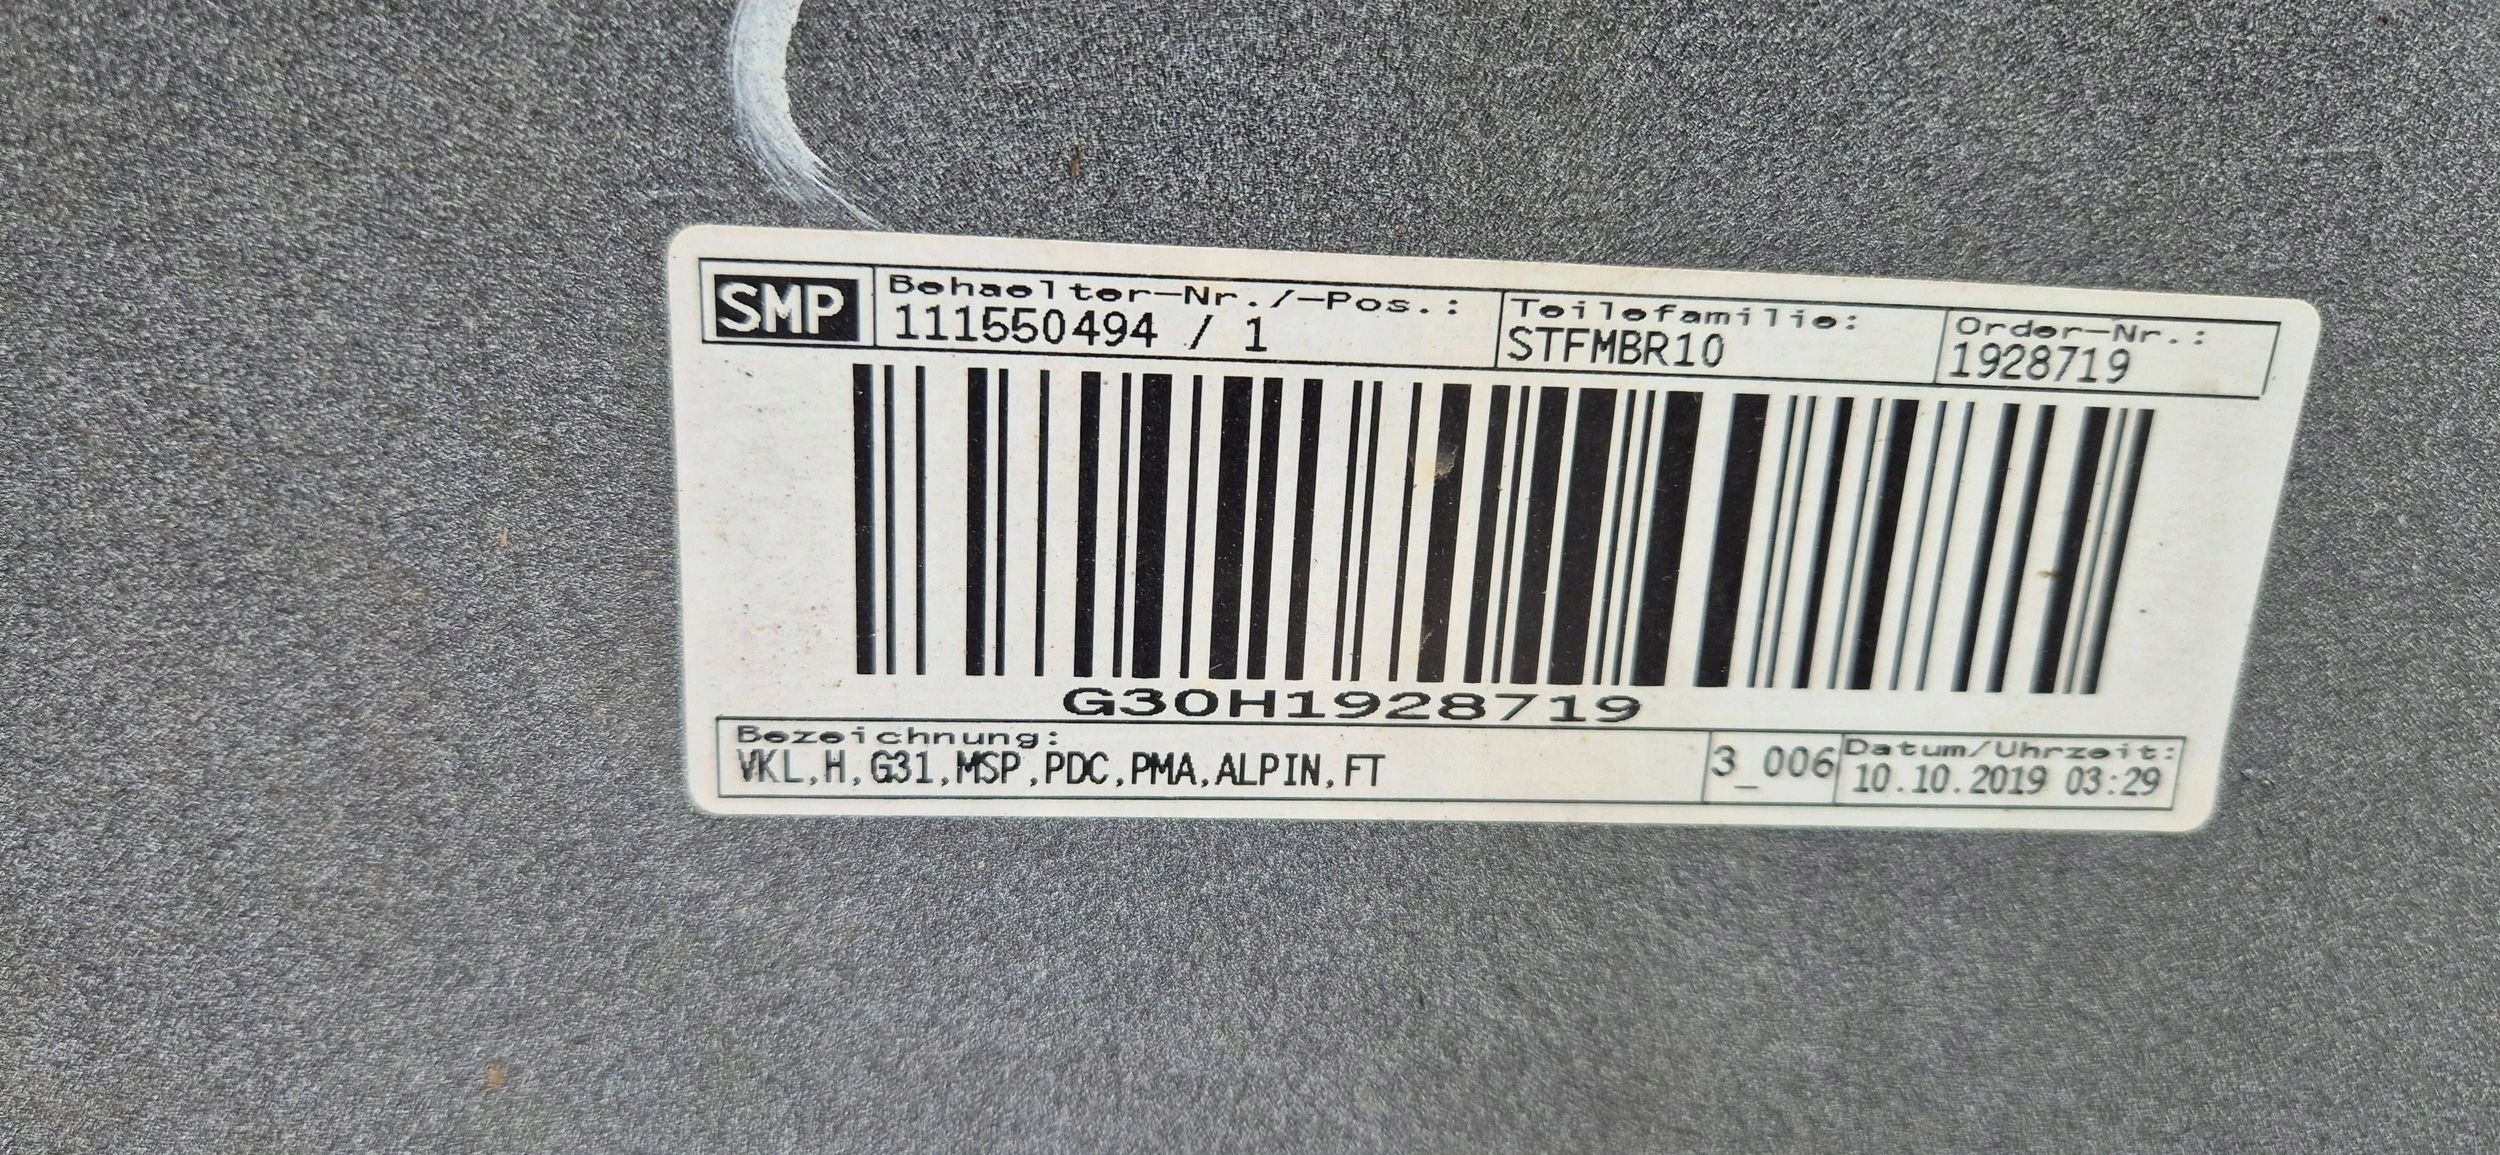 SMP
Behaelter-Nr./-Pos.:
111550494 / 1
Teilefamilie:
STFMBR10
Order-Nr.:
1928719
G30H1928719
Bezeichnung:
VKL,H,G31,MSP,PDC,PMA,ALPIN,FT
3_006
Datum/Uhrzeit:
10.10.2019 03:29